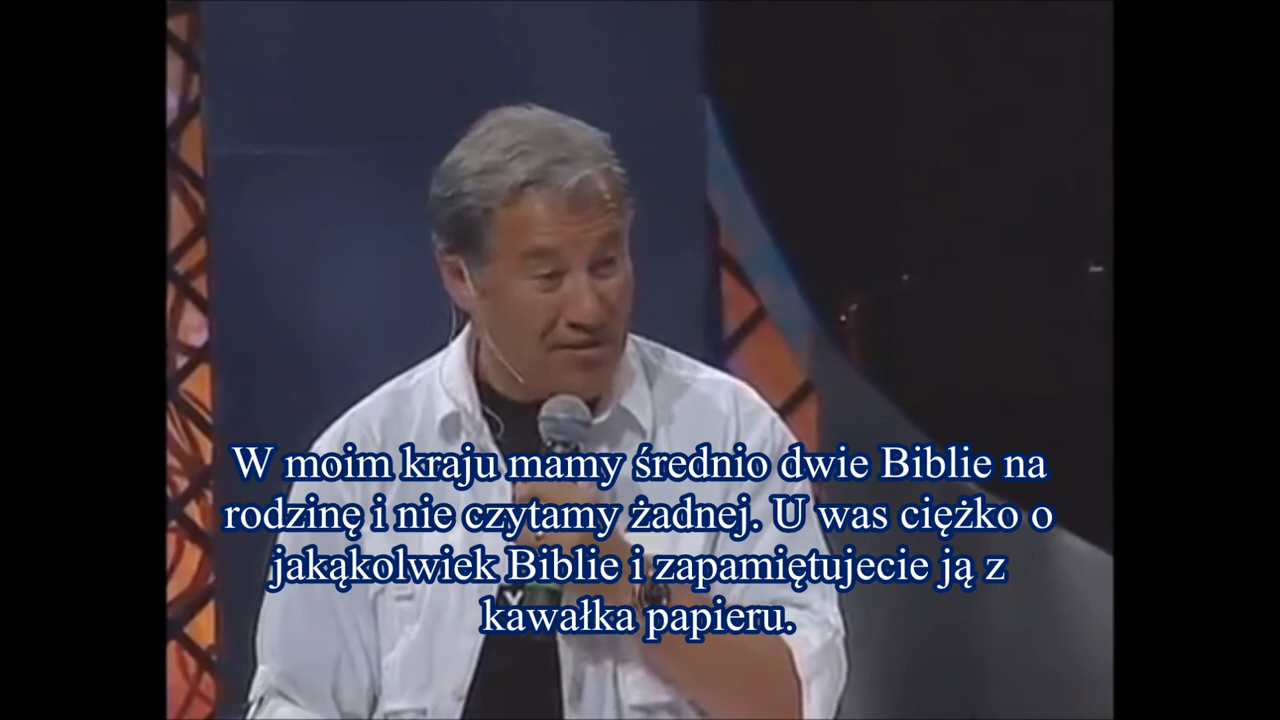 W moim kraju mamy średnio dwie Biblie na
rodzinę i nie czytamy żadnej. U was ciężko o
jakąkolwiek Biblie i zapamiętujecie ją z
kawałka papieru.